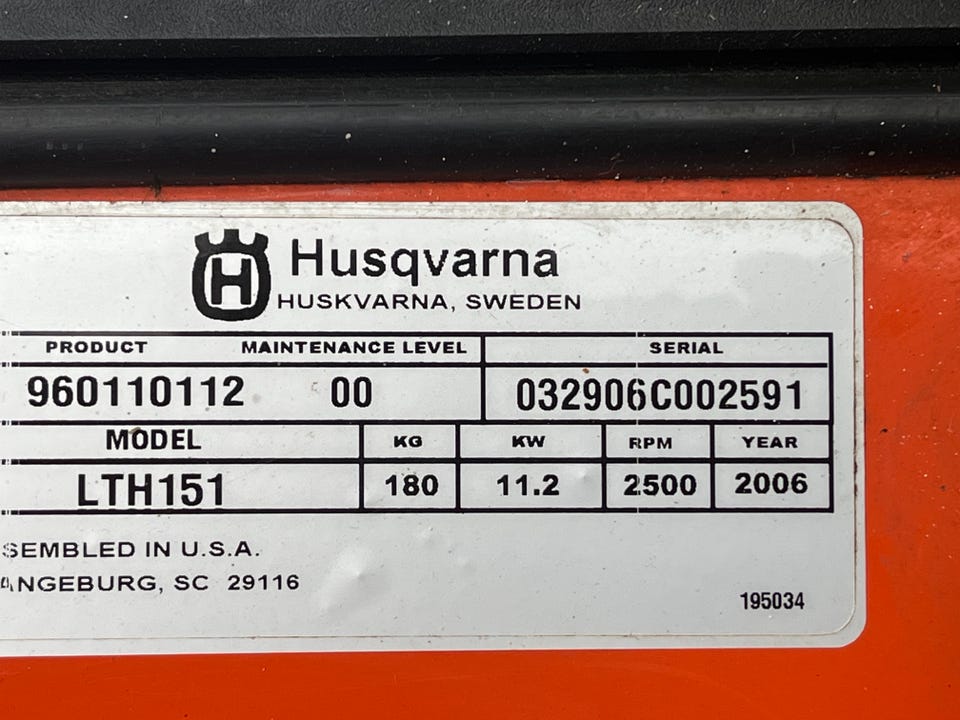 H
Husqvarna
HUSKVARNA, SWEDEN
PRODUCT MAINTENANCE LEVEL SERIAL
960110112 00 032906C002591
MODEL KG KW RPM YEAR
LTH151 180 11.2 2500 2006
SEMBLED IN U.S.A.
ANGEBURG, SC 29116
195034